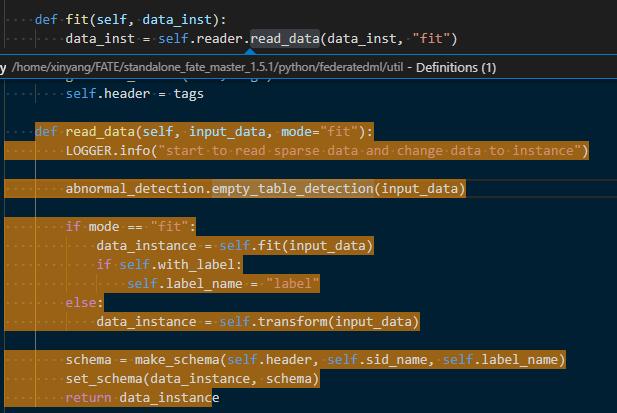 def fit(self, data_inst):
data_inst = self.reader.read_data(data_inst, "fit")
y /home/xinyang/FATE/standalone_fate_master_1.5.1/python/federatedml/util - Definitions (1)
self.header = tags
def read_data(self, input_data, mode="fit"):
LOGGER.info("start to read sparse data and change data to instance")
abnormal_detection.empty_table_detection(input_data)
if mode == "fit":
data_instance = self.fit(input_data)
if self.with_label:
self.label_name = "label"
else:
data_instance = self.transform(input_data)
schema = make_schema(self.header, self.sid_name, self.label_name)
set_schema(data_instance, schema)
return data_instance